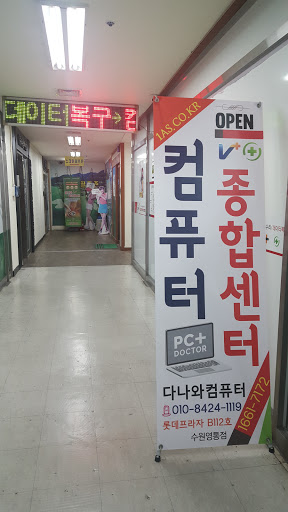 데이터복구→컴
1AS.CO.KR
OPEN
컴퓨터
종합센터
PC+
DOCTOR
다나와컴퓨터
010-8424-1119
롯데프라자 B112호
수원영통점
1661-7172